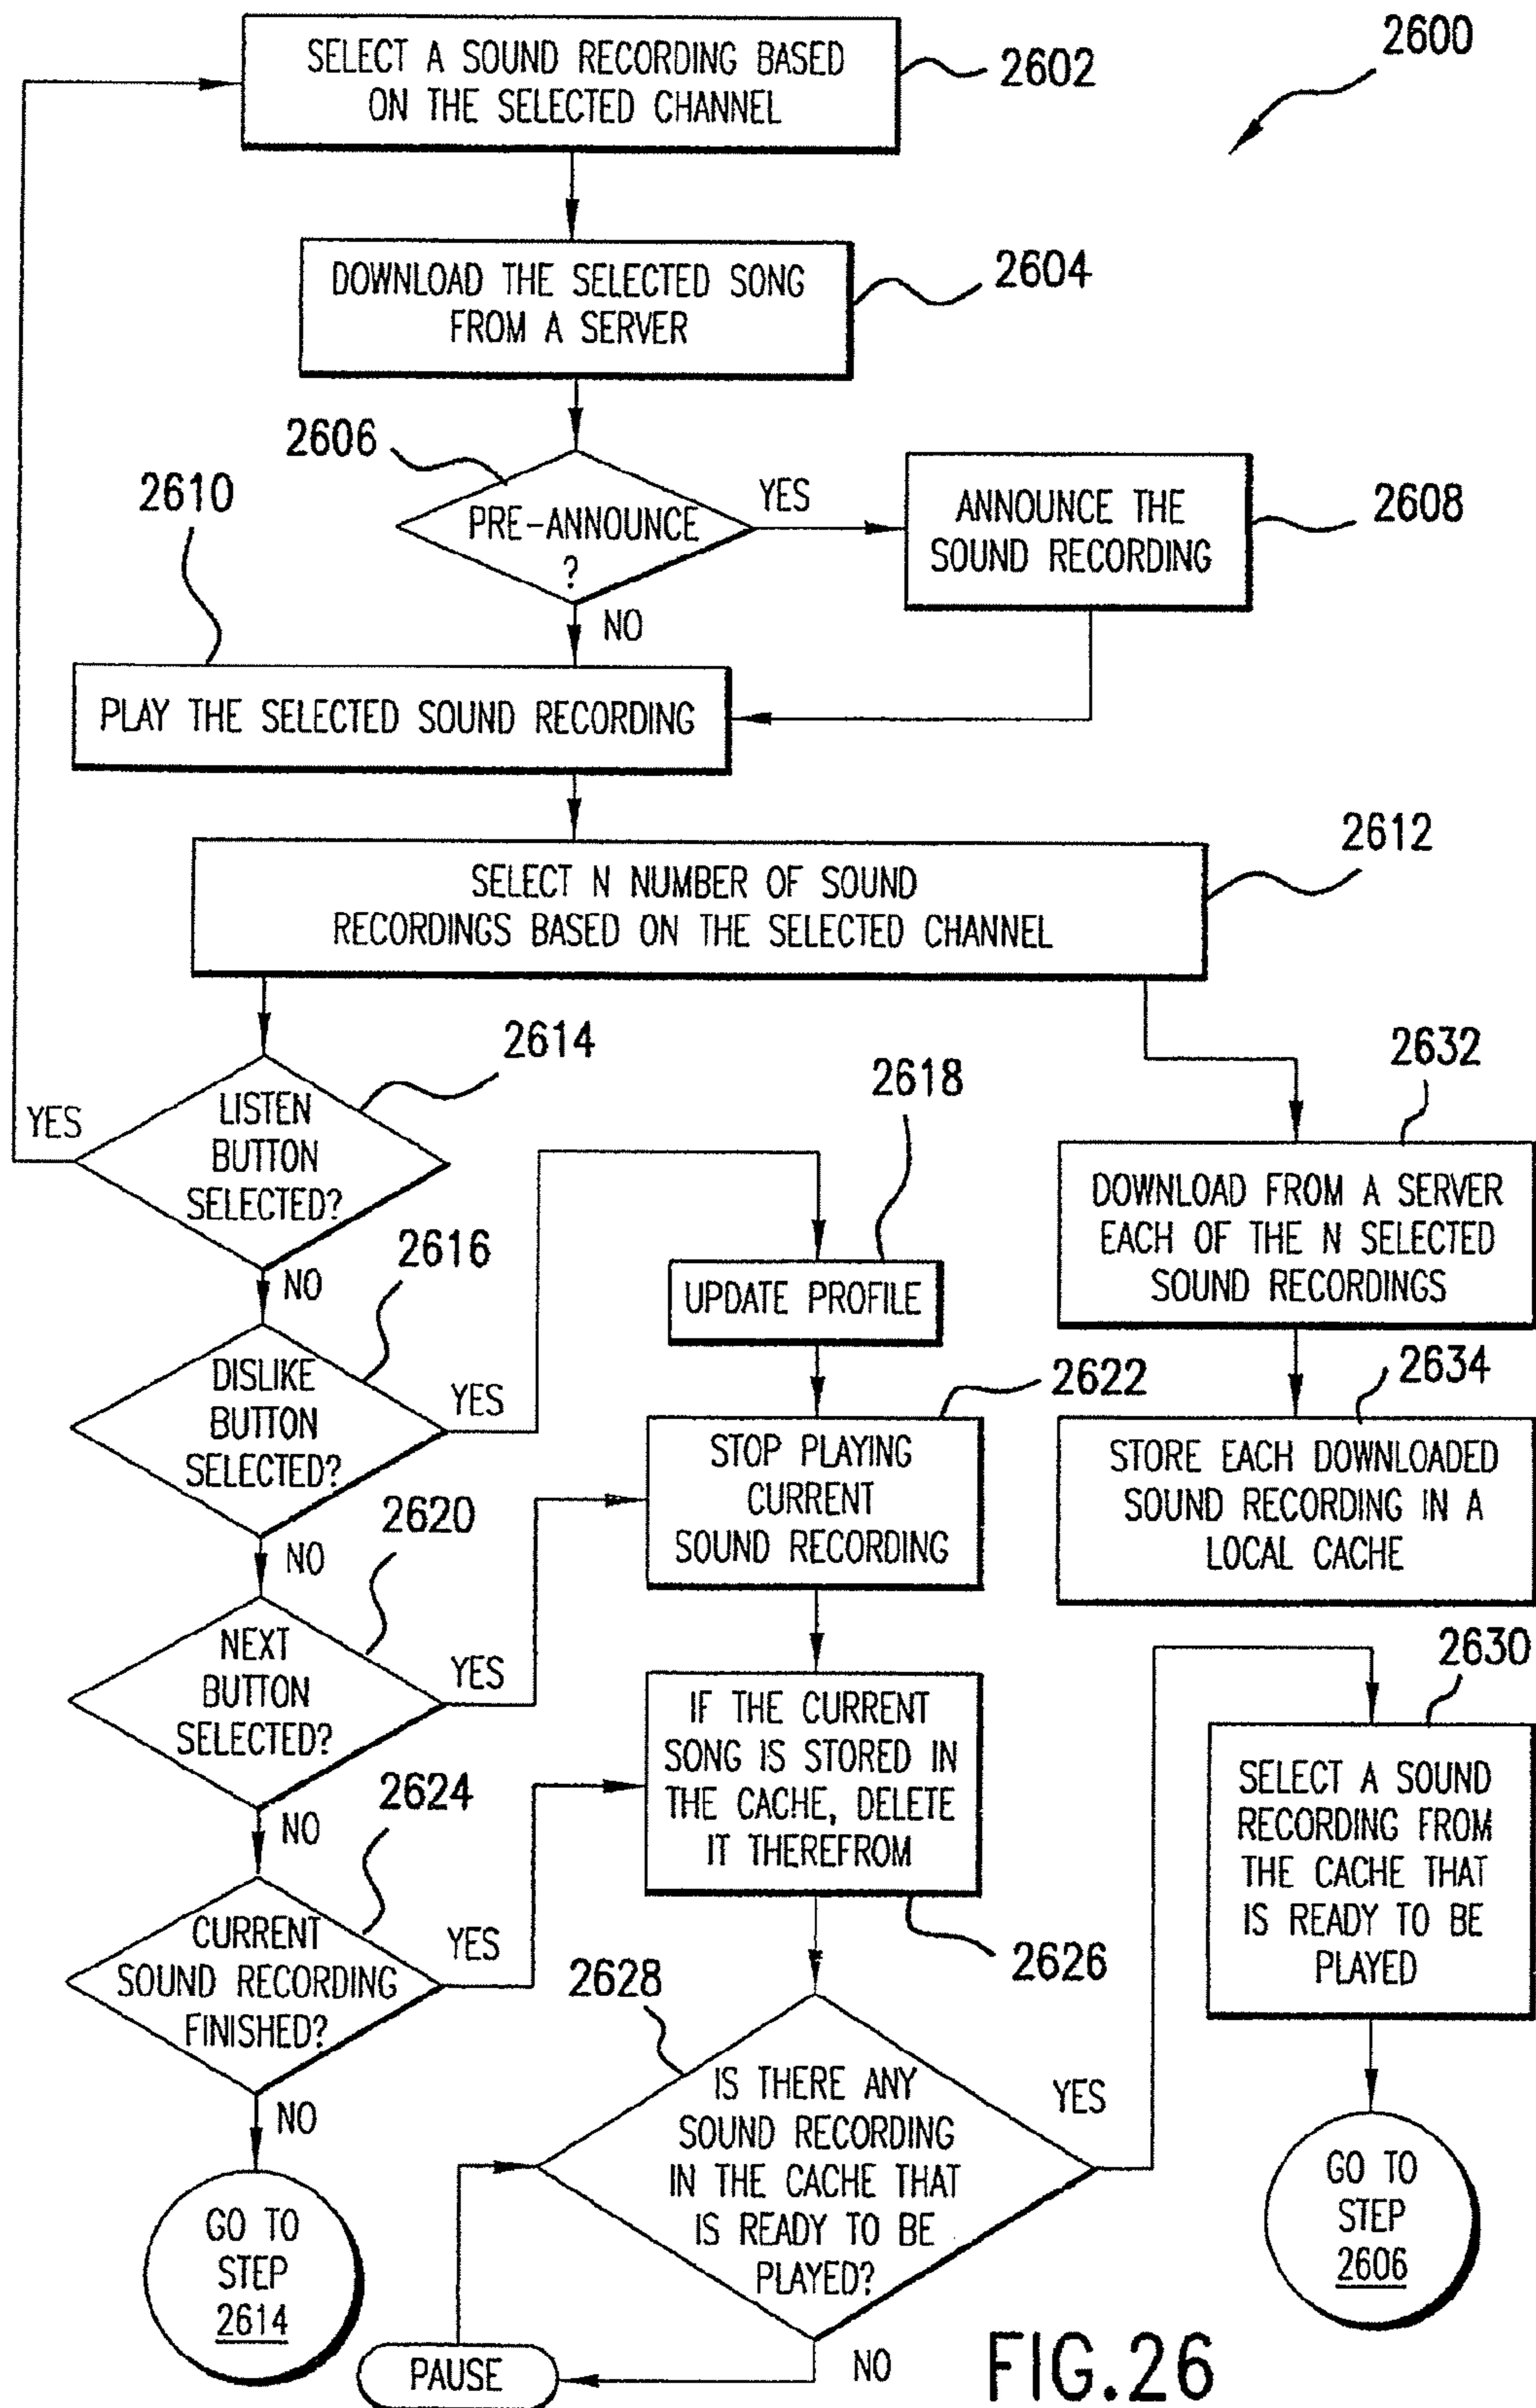 2600
SELECT A SOUND RECORDING BASED
ON THE SELECTED CHANNEL
2602
DOWNLOAD THE SELECTED SONG
FROM A SERVER
2604
2606
PRE-ANNOUNCE
?
YES
NO
ANNOUNCE THE
SOUND RECORDING
2608
2610
PLAY THE SELECTED SOUND RECORDING
2612
SELECT N NUMBER OF SOUND
RECORDINGS BASED ON THE SELECTED CHANNEL
2614
YES
LISTEN
BUTTON
SELECTED?
NO
2616
DISLIKE
BUTTON
SELECTED?
YES
NO
2618
UPDATE PROFILE
2620
NEXT
BUTTON
SELECTED?
YES
NO
2622
STOP PLAYING
CURRENT
SOUND RECORDING
2624
CURRENT
SOUND RECORDING
FINISHED?
YES
NO
GO TO
STEP
2614
IF THE CURRENT
SONG IS STORED IN
THE CACHE, DELETE
IT THEREFROM
2626
2628
IS THERE ANY
SOUND RECORDING
IN THE CACHE THAT
IS READY TO BE
PLAYED?
YES
NO
PAUSE
2632
DOWNLOAD FROM A SERVER
EACH OF THE N SELECTED
SOUND RECORDINGS
2634
STORE EACH DOWNLOADED
SOUND RECORDING IN A
LOCAL CACHE
2630
SELECT A SOUND
RECORDING FROM
THE CACHE THAT
IS READY TO BE
PLAYED
GO TO
STEP
2606
FIG.26